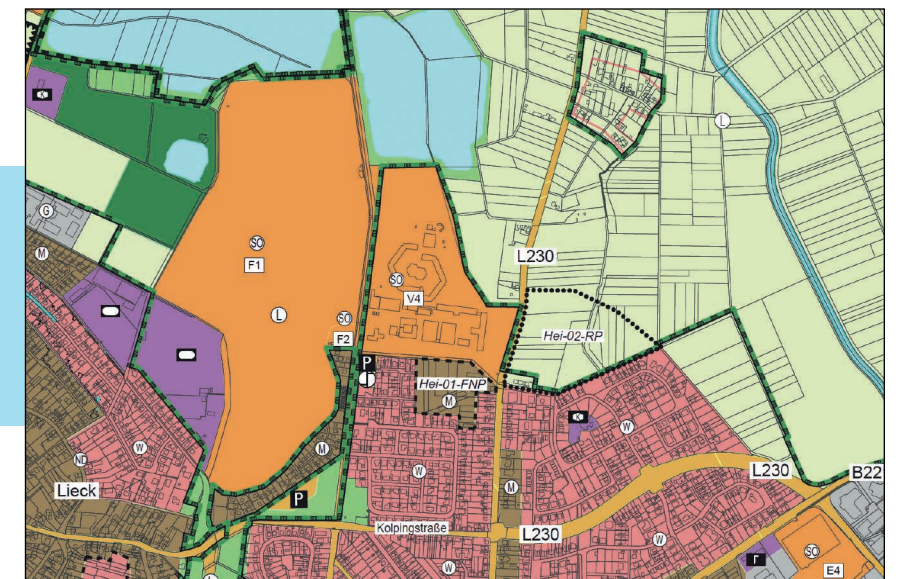 K
L
G
M
SO
F1
L230
SO
V4
L
SO
F2
Hei-02-RP
P
Hei-01-FNP
M
K
W
M
W
W
ND
Lieck
W
L230
B22
P
M
Kolpingstraße
L230
W
SO
W
E4